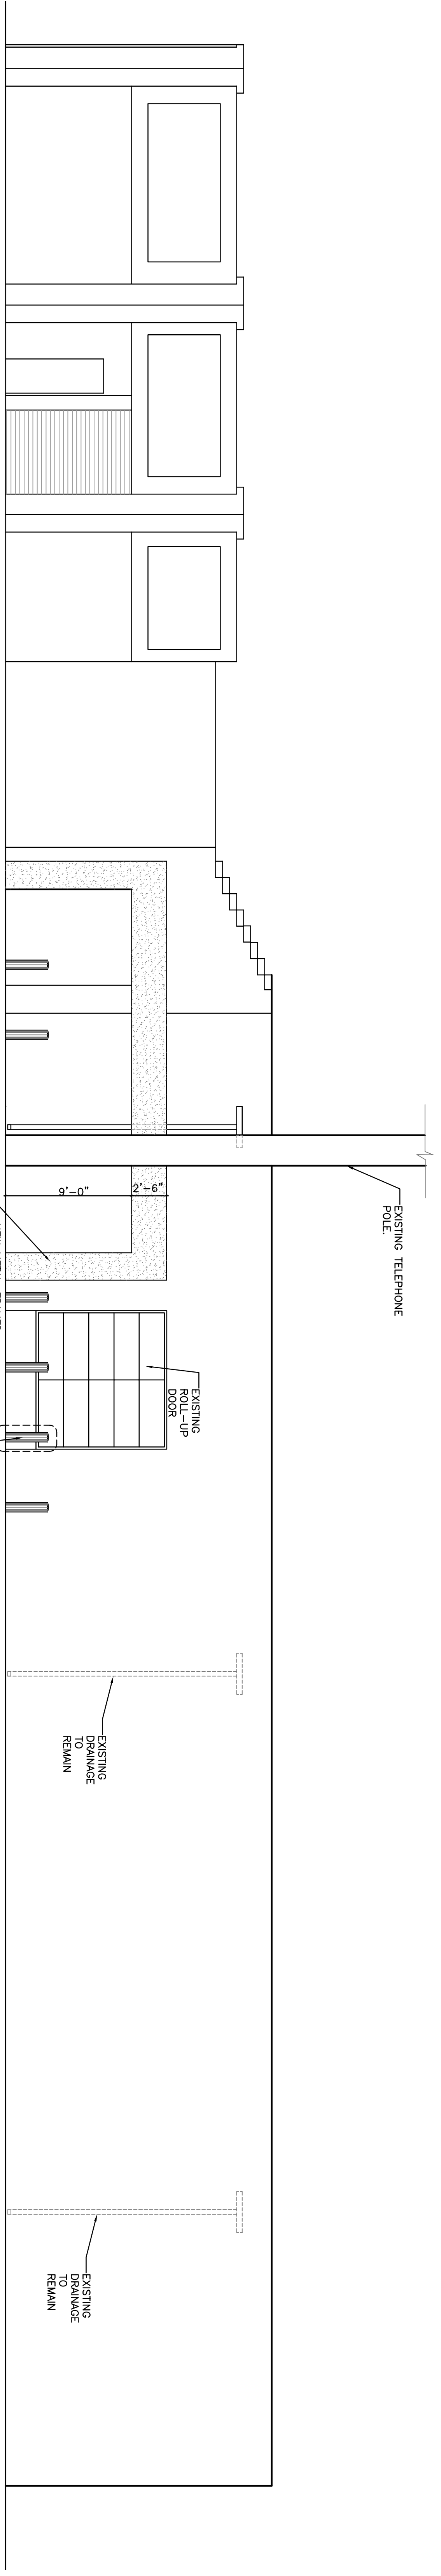 EXISTING TELEPHONE
POLE.
9'-0"
2'-6"
EXISTING
ROLL-UP
DOOR
EXISTING
DRAINAGE
TO
REMAIN
EXISTING
DRAINAGE
TO
REMAIN